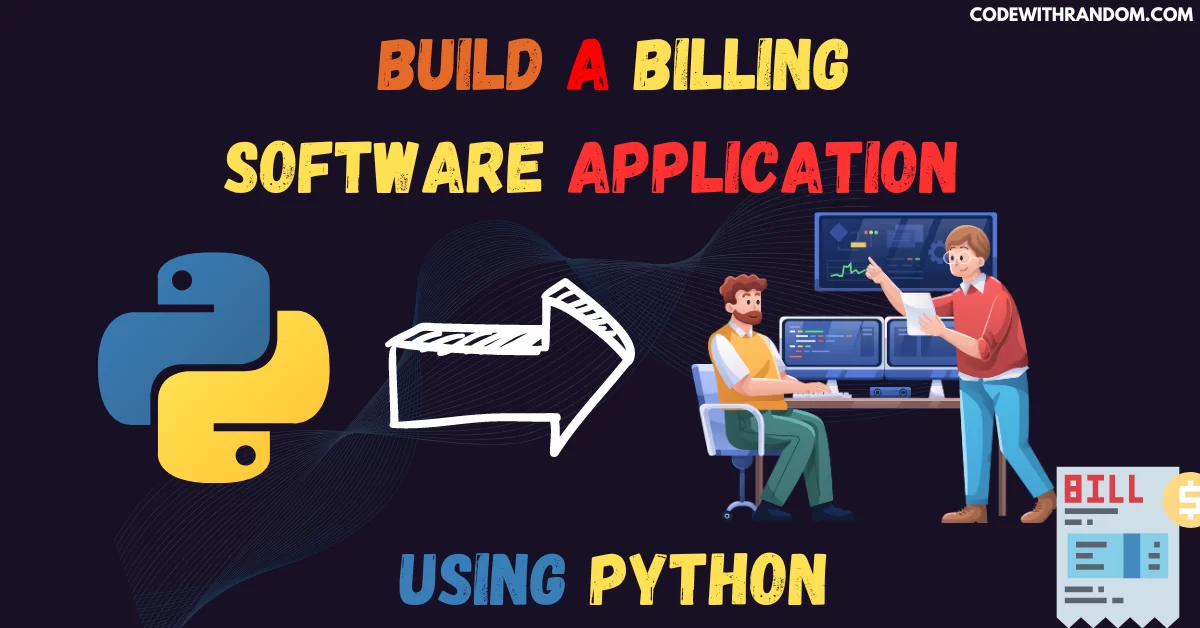 CODEWITHRANDOM.COM
BUILD A BILLING
SOFTWARE APPLICATION
BILL
$
USING PYTHON